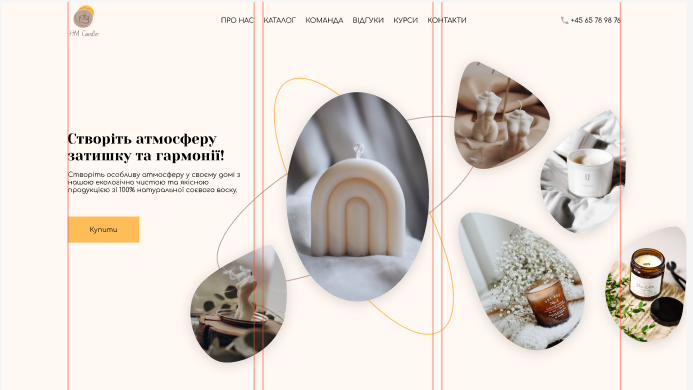 HM Candles
ПРО НАС КАТАЛОГ КОМАНДА ВІДГУКИ КУРСИ КОНТАКТИ
+45 65 78 98 76
Створіть атмосферу
затишку та гармонії!
Створіть особливу атмосферу у своєму домі з
нашою екологічно чистою та якісною
продукцією зі 100% натуральної соєвого воску.
Купити